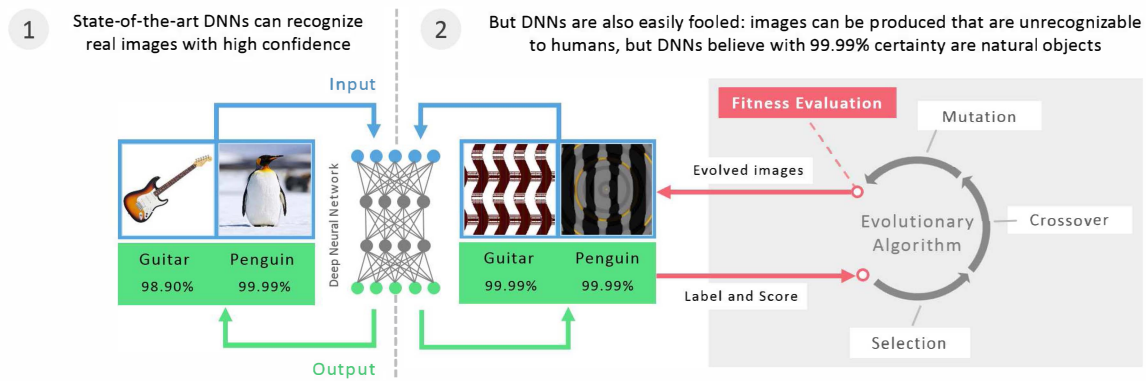 1
State-of-the-art DNNs can recognize
real images with high confidence
2
But DNNs are also easily fooled: images can be produced that are unrecognizable
to humans, but DNNs believe with 99.99% certainty are natural objects
Input
Deep Neural Network
Guitar
98.90%
Penguin
99.99%
Output
Guitar
99.99%
Penguin
99.99%
Evolved images
Label and Score
Fitness Evaluation
Mutation
Crossover
Selection
Evolutionary
Algorithm